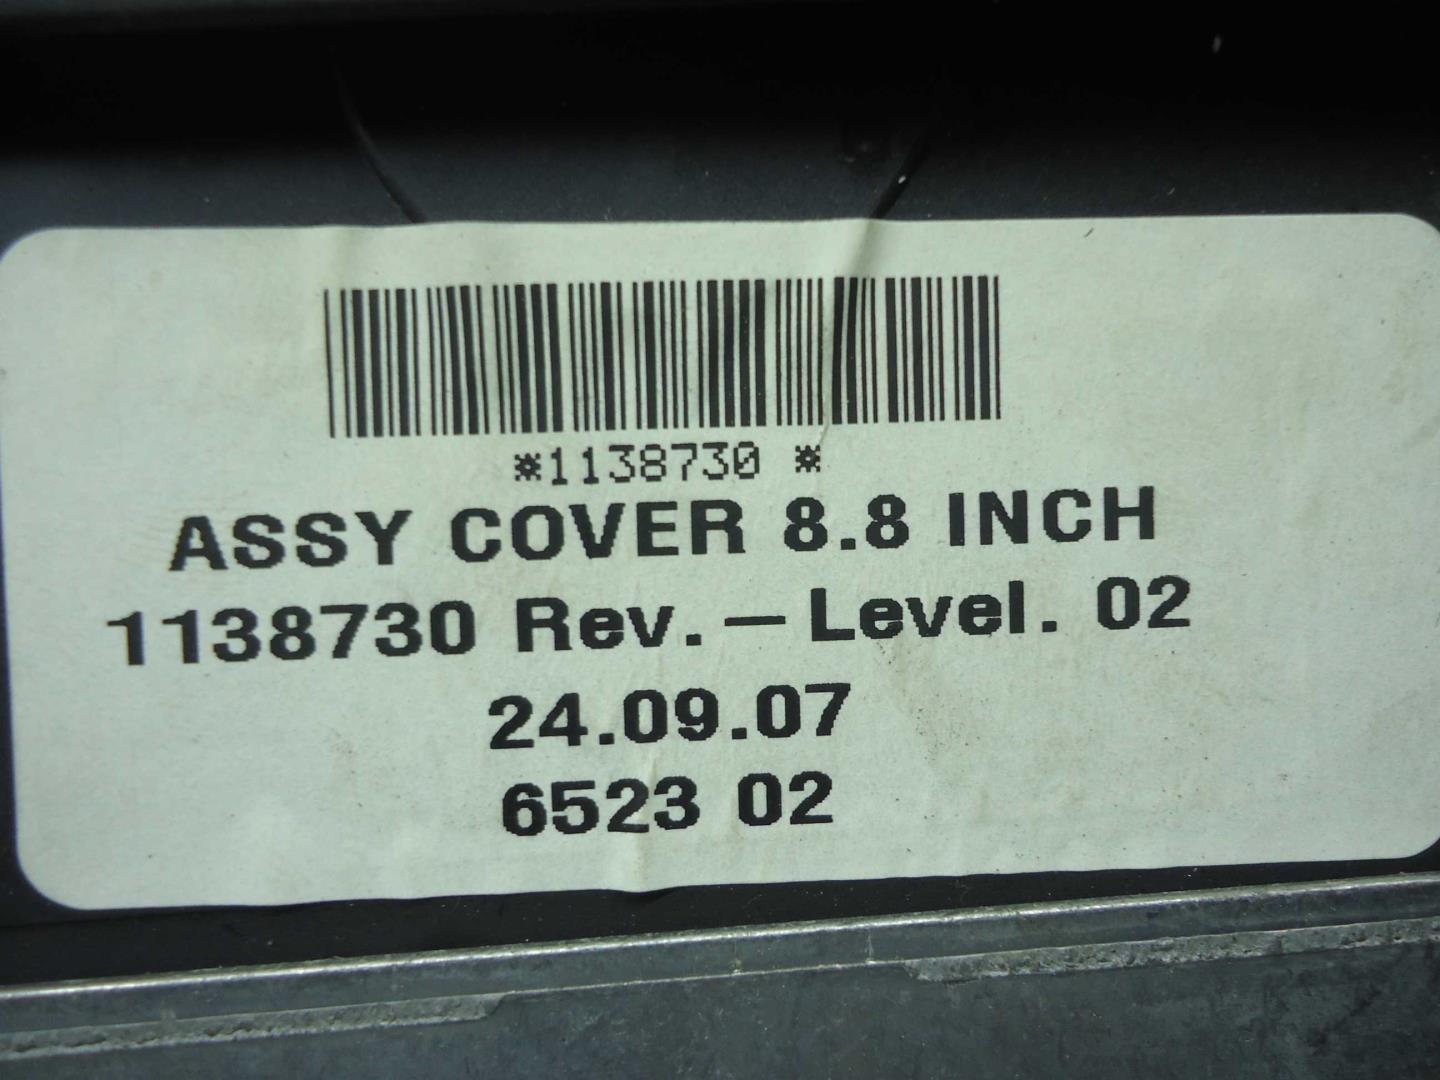 *1138730 *
ASSY COVER 8.8 INCH
1138730 Rev. – Level. 02
24.09.07
6523 02